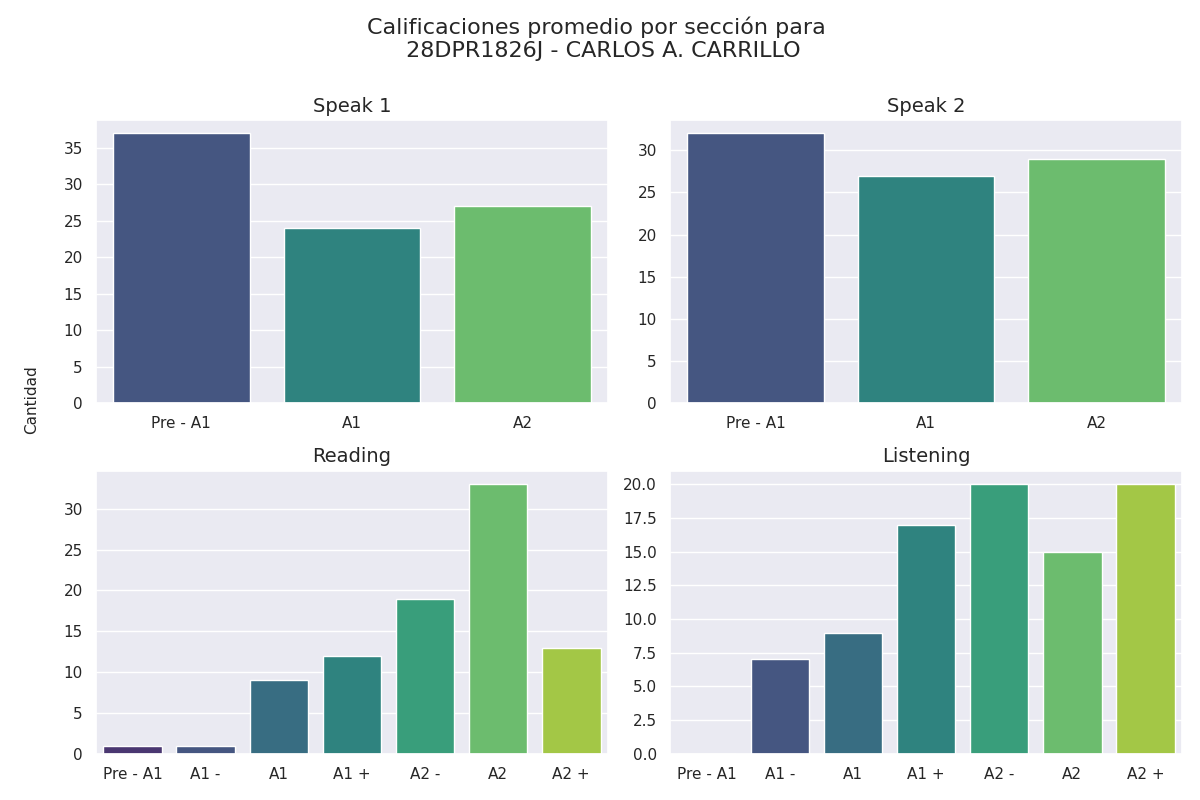 Calificaciones promedio por sección para
28DPR1826J - CARLOS A. CARRILLO
Speak 1
35
30
25
20
15
10
5
0
Pre - A1 A1 A2
Speak 2
30
25
20
15
10
5
0
Pre - A1 A1 A2
Cantidad
Reading
30
25
20
15
10
5
0
Pre - A1 A1 - A1 A1 + A2 - A2 A2 +
Listening
20.0
17.5
15.0
12.5
10.0
7.5
5.0
2.5
0.0
Pre - A1 A1 - A1 A1 + A2 - A2 A2 +